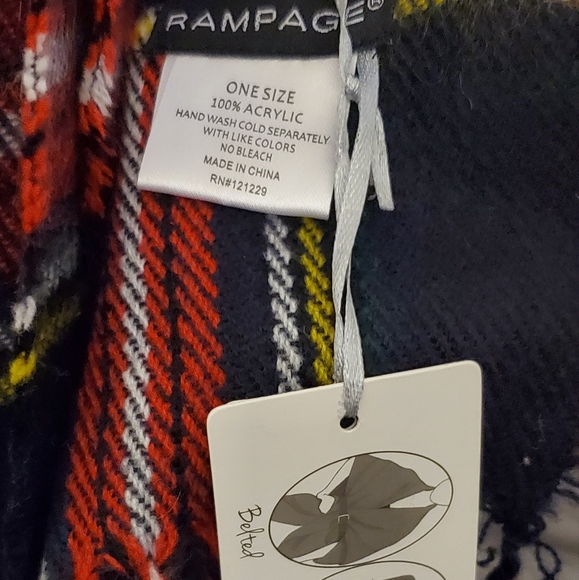 RAMPAGE®
ONE SIZE
100% ACRYLIC
HAND WASH COLD SEPARATELY
WITH LIKE COLORS
NO BLEACH
MADE IN CHINA
RN#121229
Belted